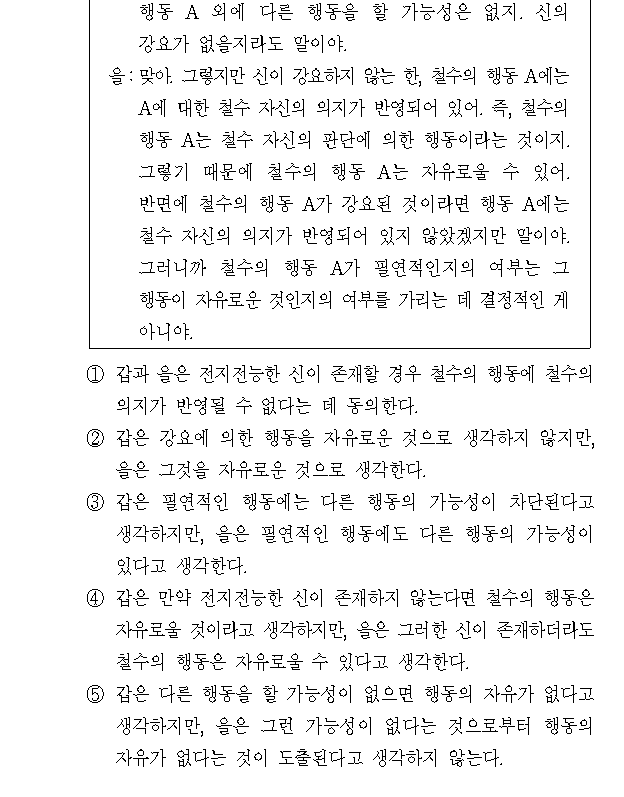 행동 A 외에 다른 행동을 할 가능성은 없지. 신의
강요가 없을지라도 말이야.
을 : 맞아. 그렇지만 신이 강요하지 않는 한, 철수의 행동 A에는
A에 대한 철수 자신의 의지가 반영되어 있어. 즉, 철수의
행동 A는 철수 자신의 판단에 의한 행동이라는 것이지.
그렇기 때문에 철수의 행동 A는 자유로울 수 있어.
반면에 철수의 행동 A가 강요된 것이라면 행동 A에는
철수 자신의 의지가 반영되어 있지 않았겠지만 말이야.
그러니까 철수의 행동 A가 필연적인지의 여부는 그
행동이 자유로운 것인지의 여부를 가리는 데 결정적인 게
아니야.
① 갑과 을은 전지전능한 신이 존재할 경우 철수의 행동에 철수의
의지가 반영될 수 없다는 데 동의한다.
② 갑은 강요에 의한 행동을 자유로운 것으로 생각하지 않지만,
을은 그것을 자유로운 것으로 생각한다.
③ 갑은 필연적인 행동에는 다른 행동의 가능성이 차단된다고
생각하지만, 을은 필연적인 행동에도 다른 행동의 가능성이
있다고 생각한다.
④ 갑은 만약 전지전능한 신이 존재하지 않는다면 철수의 행동은
자유로울 것이라고 생각하지만, 을은 그러한 신이 존재하더라도
철수의 행동은 자유로울 수 있다고 생각한다.
⑤ 갑은 다른 행동을 할 가능성이 없으면 행동의 자유가 없다고
생각하지만, 을은 그런 가능성이 없다는 것으로부터 행동의
자유가 없다는 것이 도출된다고 생각하지 않는다.